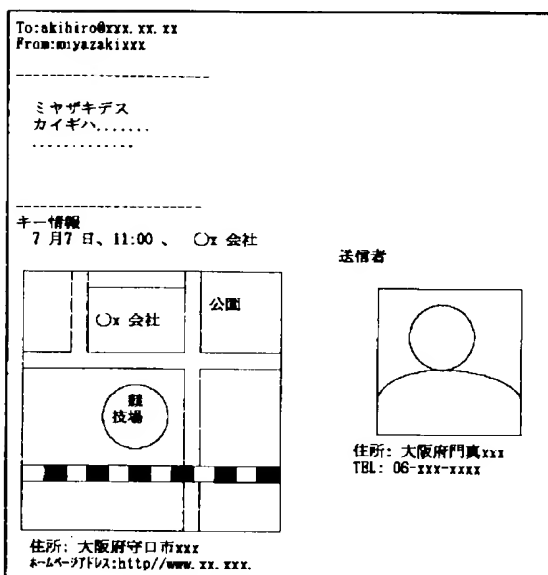 To:akihiro@xxx.xx.xx
From:miyazakixxx
--------------------
ミヤザキデス
カイギハ.......
.............
--------------------
キー情報
7月7日、11:00 、 〇x 会社
送信者
〇x 会社
公園
競
技場
住所: 大阪府門真xxx
TEL: 06-xxx-xxxx
住所: 大阪府守口市xxx
ホームページアドレス:http//www.xx.xxx.